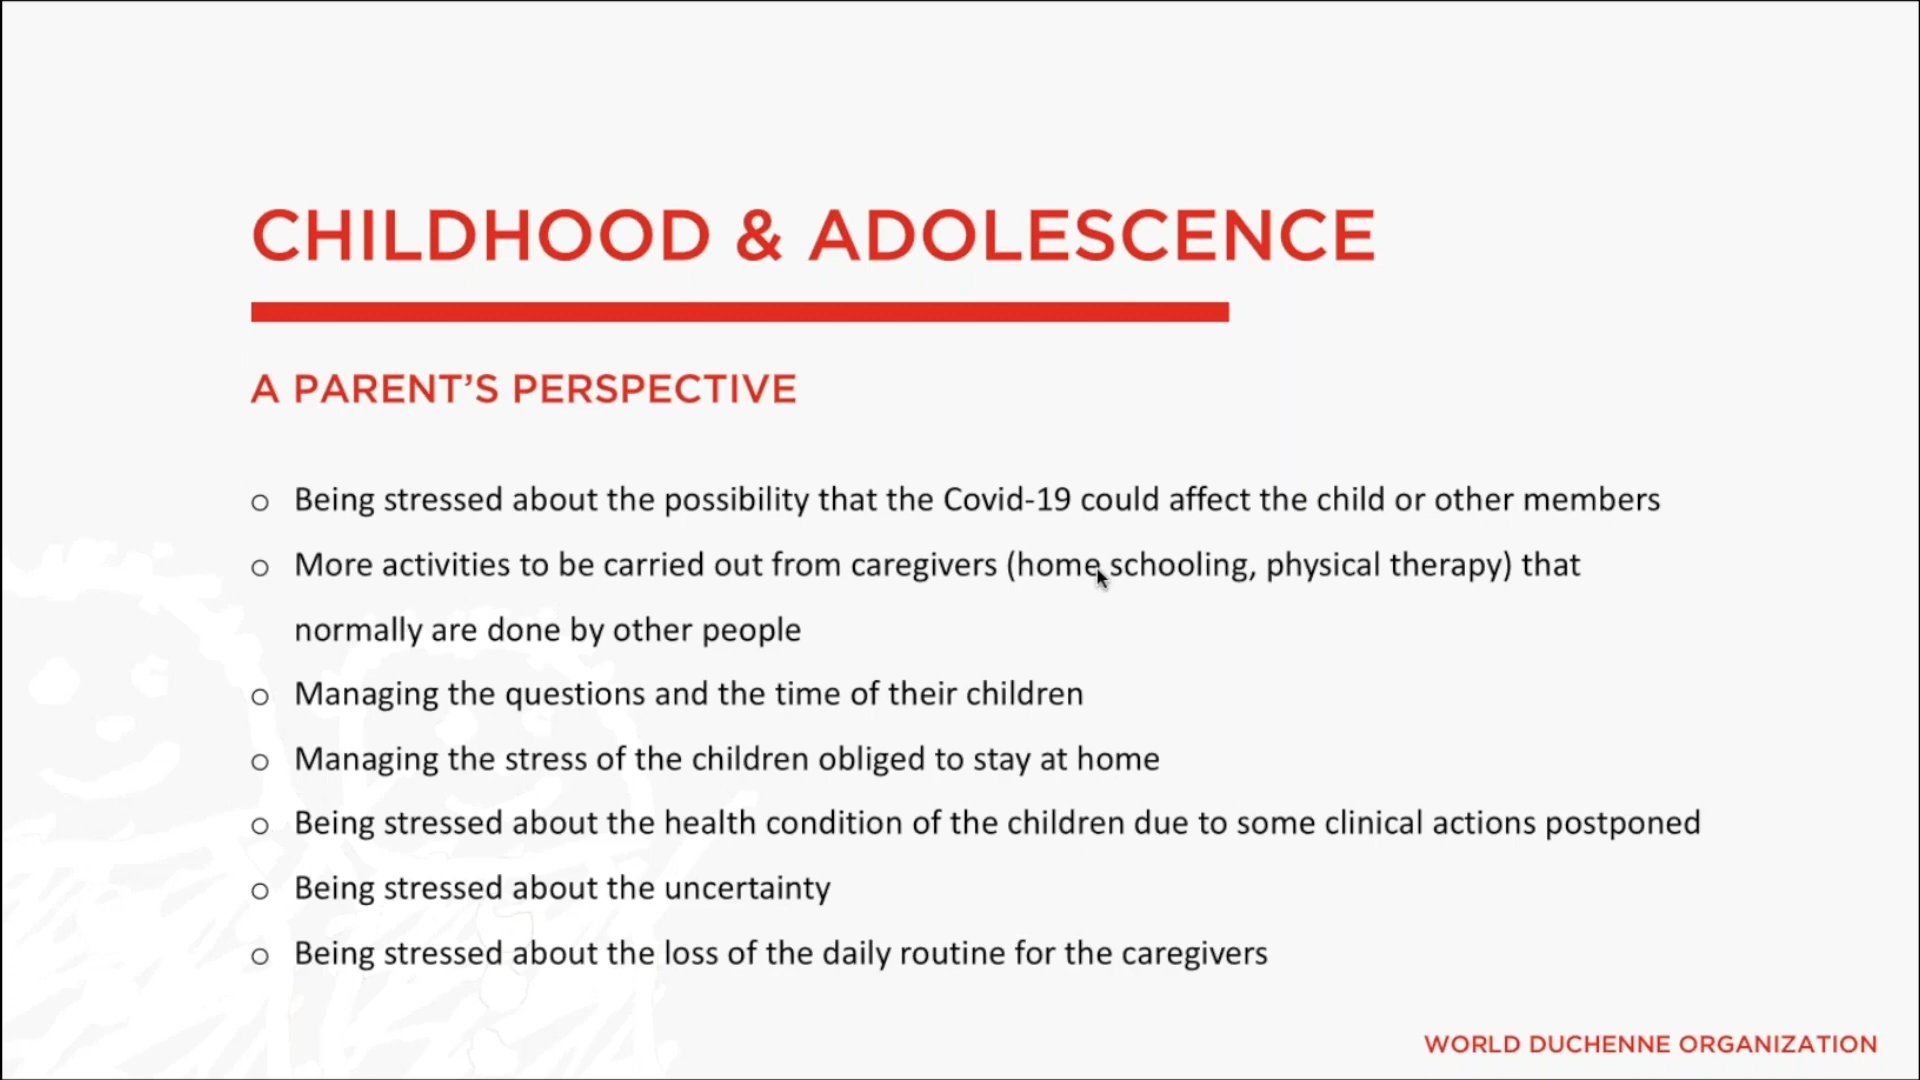 CHILDHOOD & ADOLESCENCE
A PARENT’S PERSPECTIVE
o Being stressed about the possibility that the Covid-19 could affect the child or other members
o More activities to be carried out from caregivers (home schooling, physical therapy) that
normally are done by other people
o Managing the questions and the time of their children
o Managing the stress of the children obliged to stay at home
o Being stressed about the health condition of the children due to some clinical actions postponed
o Being stressed about the uncertainty
o Being stressed about the loss of the daily routine for the caregivers
WORLD DUCHENNE ORGANIZATION